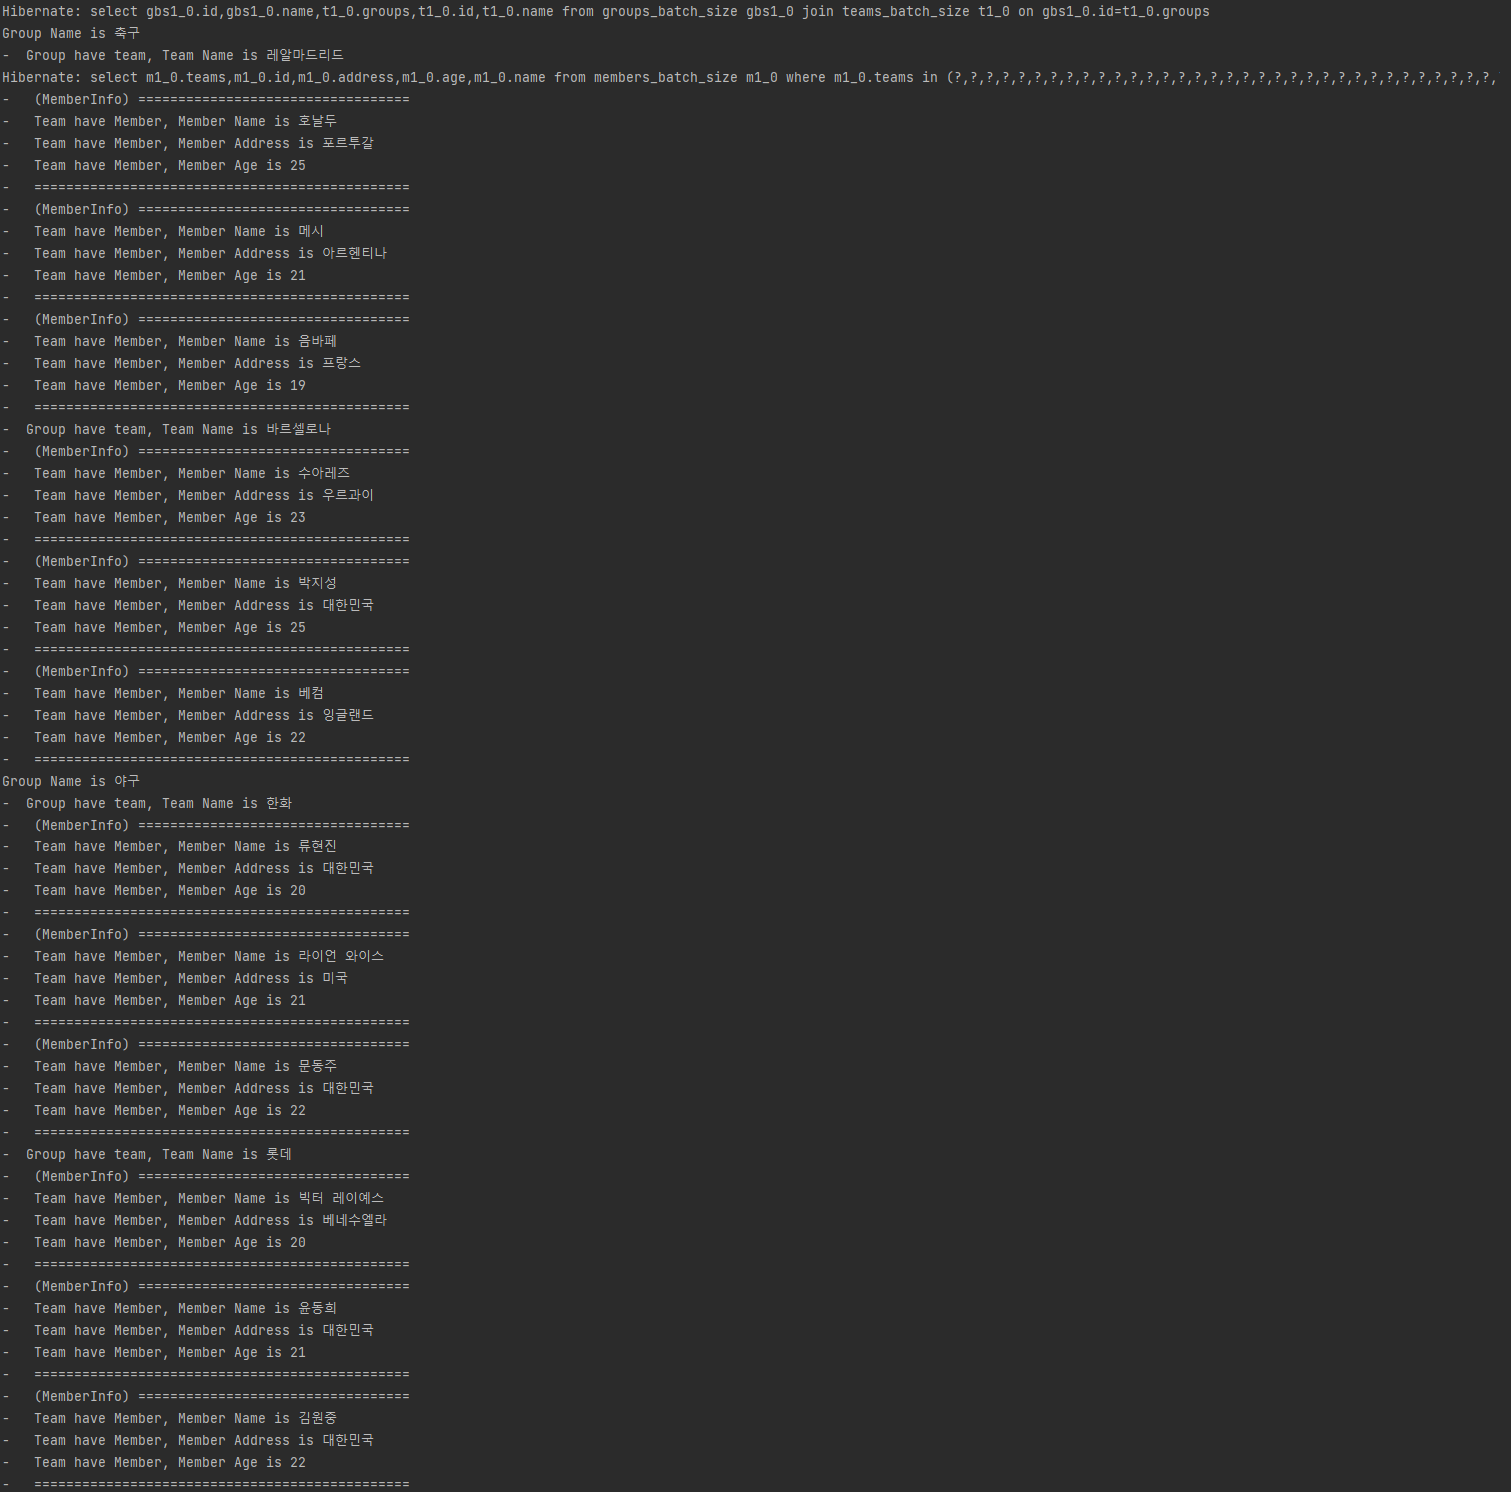 Hibernate: select gbs1_0.id,gbs1_0.name,t1_0.groups,t1_0.id,t1_0.name from groups_batch_size gbs1_0 join teams_batch_size t1_0 on gbs1_0.id=t1_0.groups
Group Name is 축구
-  Group have team, Team Name is 레알마드리드
Hibernate: select m1_0.teams,m1_0.id,m1_0.address,m1_0.age,m1_0.name from members_batch_size m1_0 where m1_0.teams in (?,?,?,?,?,?,?,?,?,?,?,?,?,?,?,?,?,?,?,?,?,?,?,?,?,?,?,?,?,?,?,?,?,?,
-   (MemberInfo) ==================================
-   Team have Member, Member Name is 호날두
-   Team have Member, Member Address is 포르투갈
-   Team have Member, Member Age is 25
-   ===============================================
-   (MemberInfo) ==================================
-   Team have Member, Member Name is 메시
-   Team have Member, Member Address is 아르헨티나
-   Team have Member, Member Age is 21
-   ===============================================
-   (MemberInfo) ==================================
-   Team have Member, Member Name is 음바페
-   Team have Member, Member Address is 프랑스
-   Team have Member, Member Age is 19
-   ===============================================
-  Group have team, Team Name is 바르셀로나
-   (MemberInfo) ==================================
-   Team have Member, Member Name is 수아레즈
-   Team have Member, Member Address is 우르과이
-   Team have Member, Member Age is 23
-   ===============================================
-   (MemberInfo) ==================================
-   Team have Member, Member Name is 박지성
-   Team have Member, Member Address is 대한민국
-   Team have Member, Member Age is 25
-   ===============================================
-   (MemberInfo) ==================================
-   Team have Member, Member Name is 베컴
-   Team have Member, Member Address is 잉글랜드
-   Team have Member, Member Age is 22
-   ===============================================
Group Name is 야구
-  Group have team, Team Name is 한화
-   (MemberInfo) ==================================
-   Team have Member, Member Name is 류현진
-   Team have Member, Member Address is 대한민국
-   Team have Member, Member Age is 20
-   ===============================================
-   (MemberInfo) ==================================
-   Team have Member, Member Name is 라이언 와이스
-   Team have Member, Member Address is 미국
-   Team have Member, Member Age is 21
-   ===============================================
-   (MemberInfo) ==================================
-   Team have Member, Member Name is 문동주
-   Team have Member, Member Address is 대한민국
-   Team have Member, Member Age is 22
-   ===============================================
-  Group have team, Team Name is 롯데
-   (MemberInfo) ==================================
-   Team have Member, Member Name is 빅터 레이예스
-   Team have Member, Member Address is 베네수엘라
-   Team have Member, Member Age is 20
-   ===============================================
-   (MemberInfo) ==================================
-   Team have Member, Member Name is 윤동희
-   Team have Member, Member Address is 대한민국
-   Team have Member, Member Age is 21
-   ===============================================
-   (MemberInfo) ==================================
-   Team have Member, Member Name is 김원중
-   Team have Member, Member Address is 대한민국
-   Team have Member, Member Age is 22
-   ===============================================